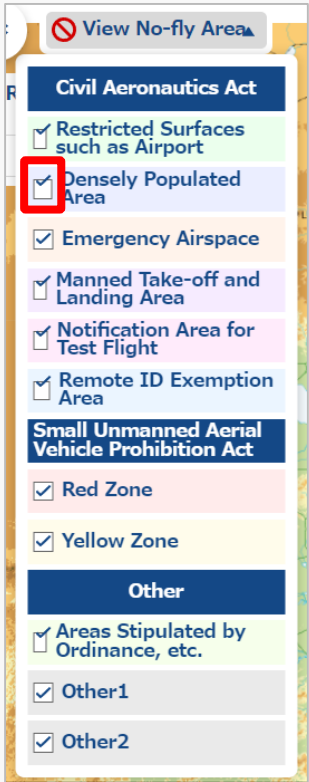 View No-fly Area
Civil Aeronautics Act
Restricted Surfaces
such as Airport
Densely Populated
Area
Emergency Airspace
Manned Take-off and
Landing Area
Notification Area for
Test Flight
Remote ID Exemption
Area
Small Unmanned Aerial
Vehicle Prohibition Act
Red Zone
Yellow Zone
Other
Areas Stipulated by
Ordinance, etc.
Other1
Other2